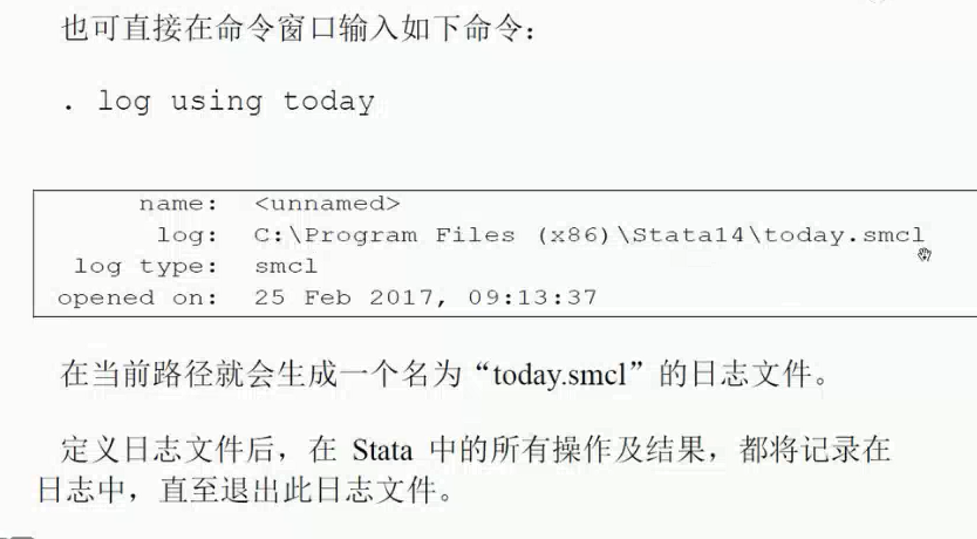 也可直接在命令窗口输入如下命令：
. log using today
name: <unnamed>
log: C:\Program Files (x86)\Stata14\today.smcl
log type: smcl
opened on: 25 Feb 2017, 09:13:37
在当前路径就会生成一个名为“today.smcl”的日志文件。
定义日志文件后，在 Stata 中的所有操作及结果，都将记录在
日志中，直至退出此日志文件。